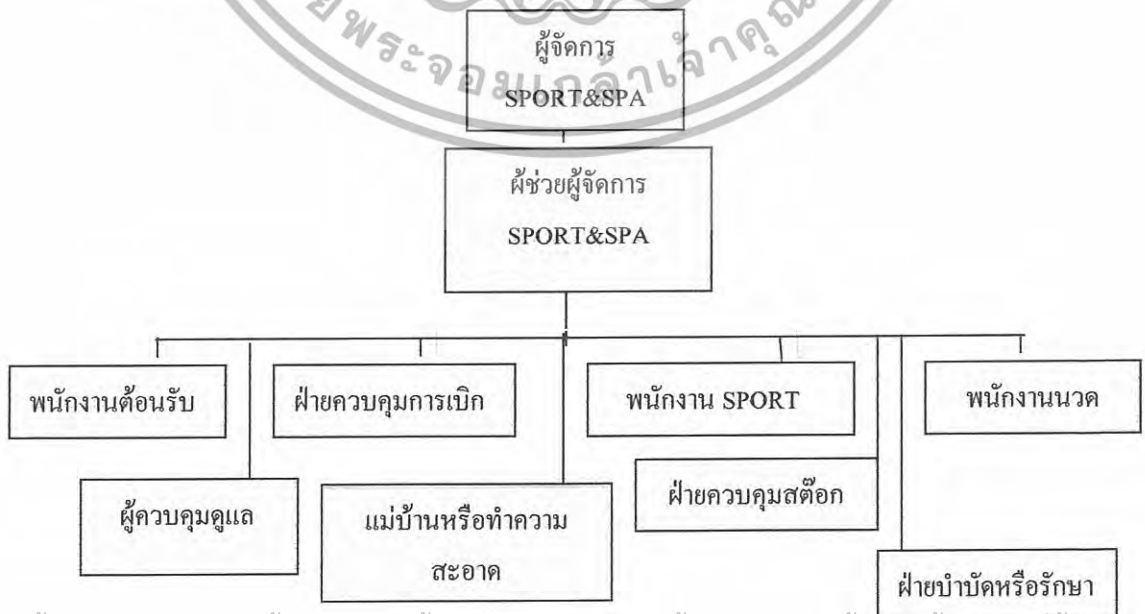 ผู้จัดการ
SPORT&SPA
ผ้ช่วยผู้จัดการ
SPORT&SPA
พนักงานต้อนรับ
ฝ่ายควบคุมการเบิก
พนักงาน SPORT
พนักงานนวด
ผู้ควบคุมดูแล
แม่บ้านหรือทำความ
สะอาด
ฝ่ายควบคุมสต๊อก
ฝ่ายบำบัดหรือรักษา